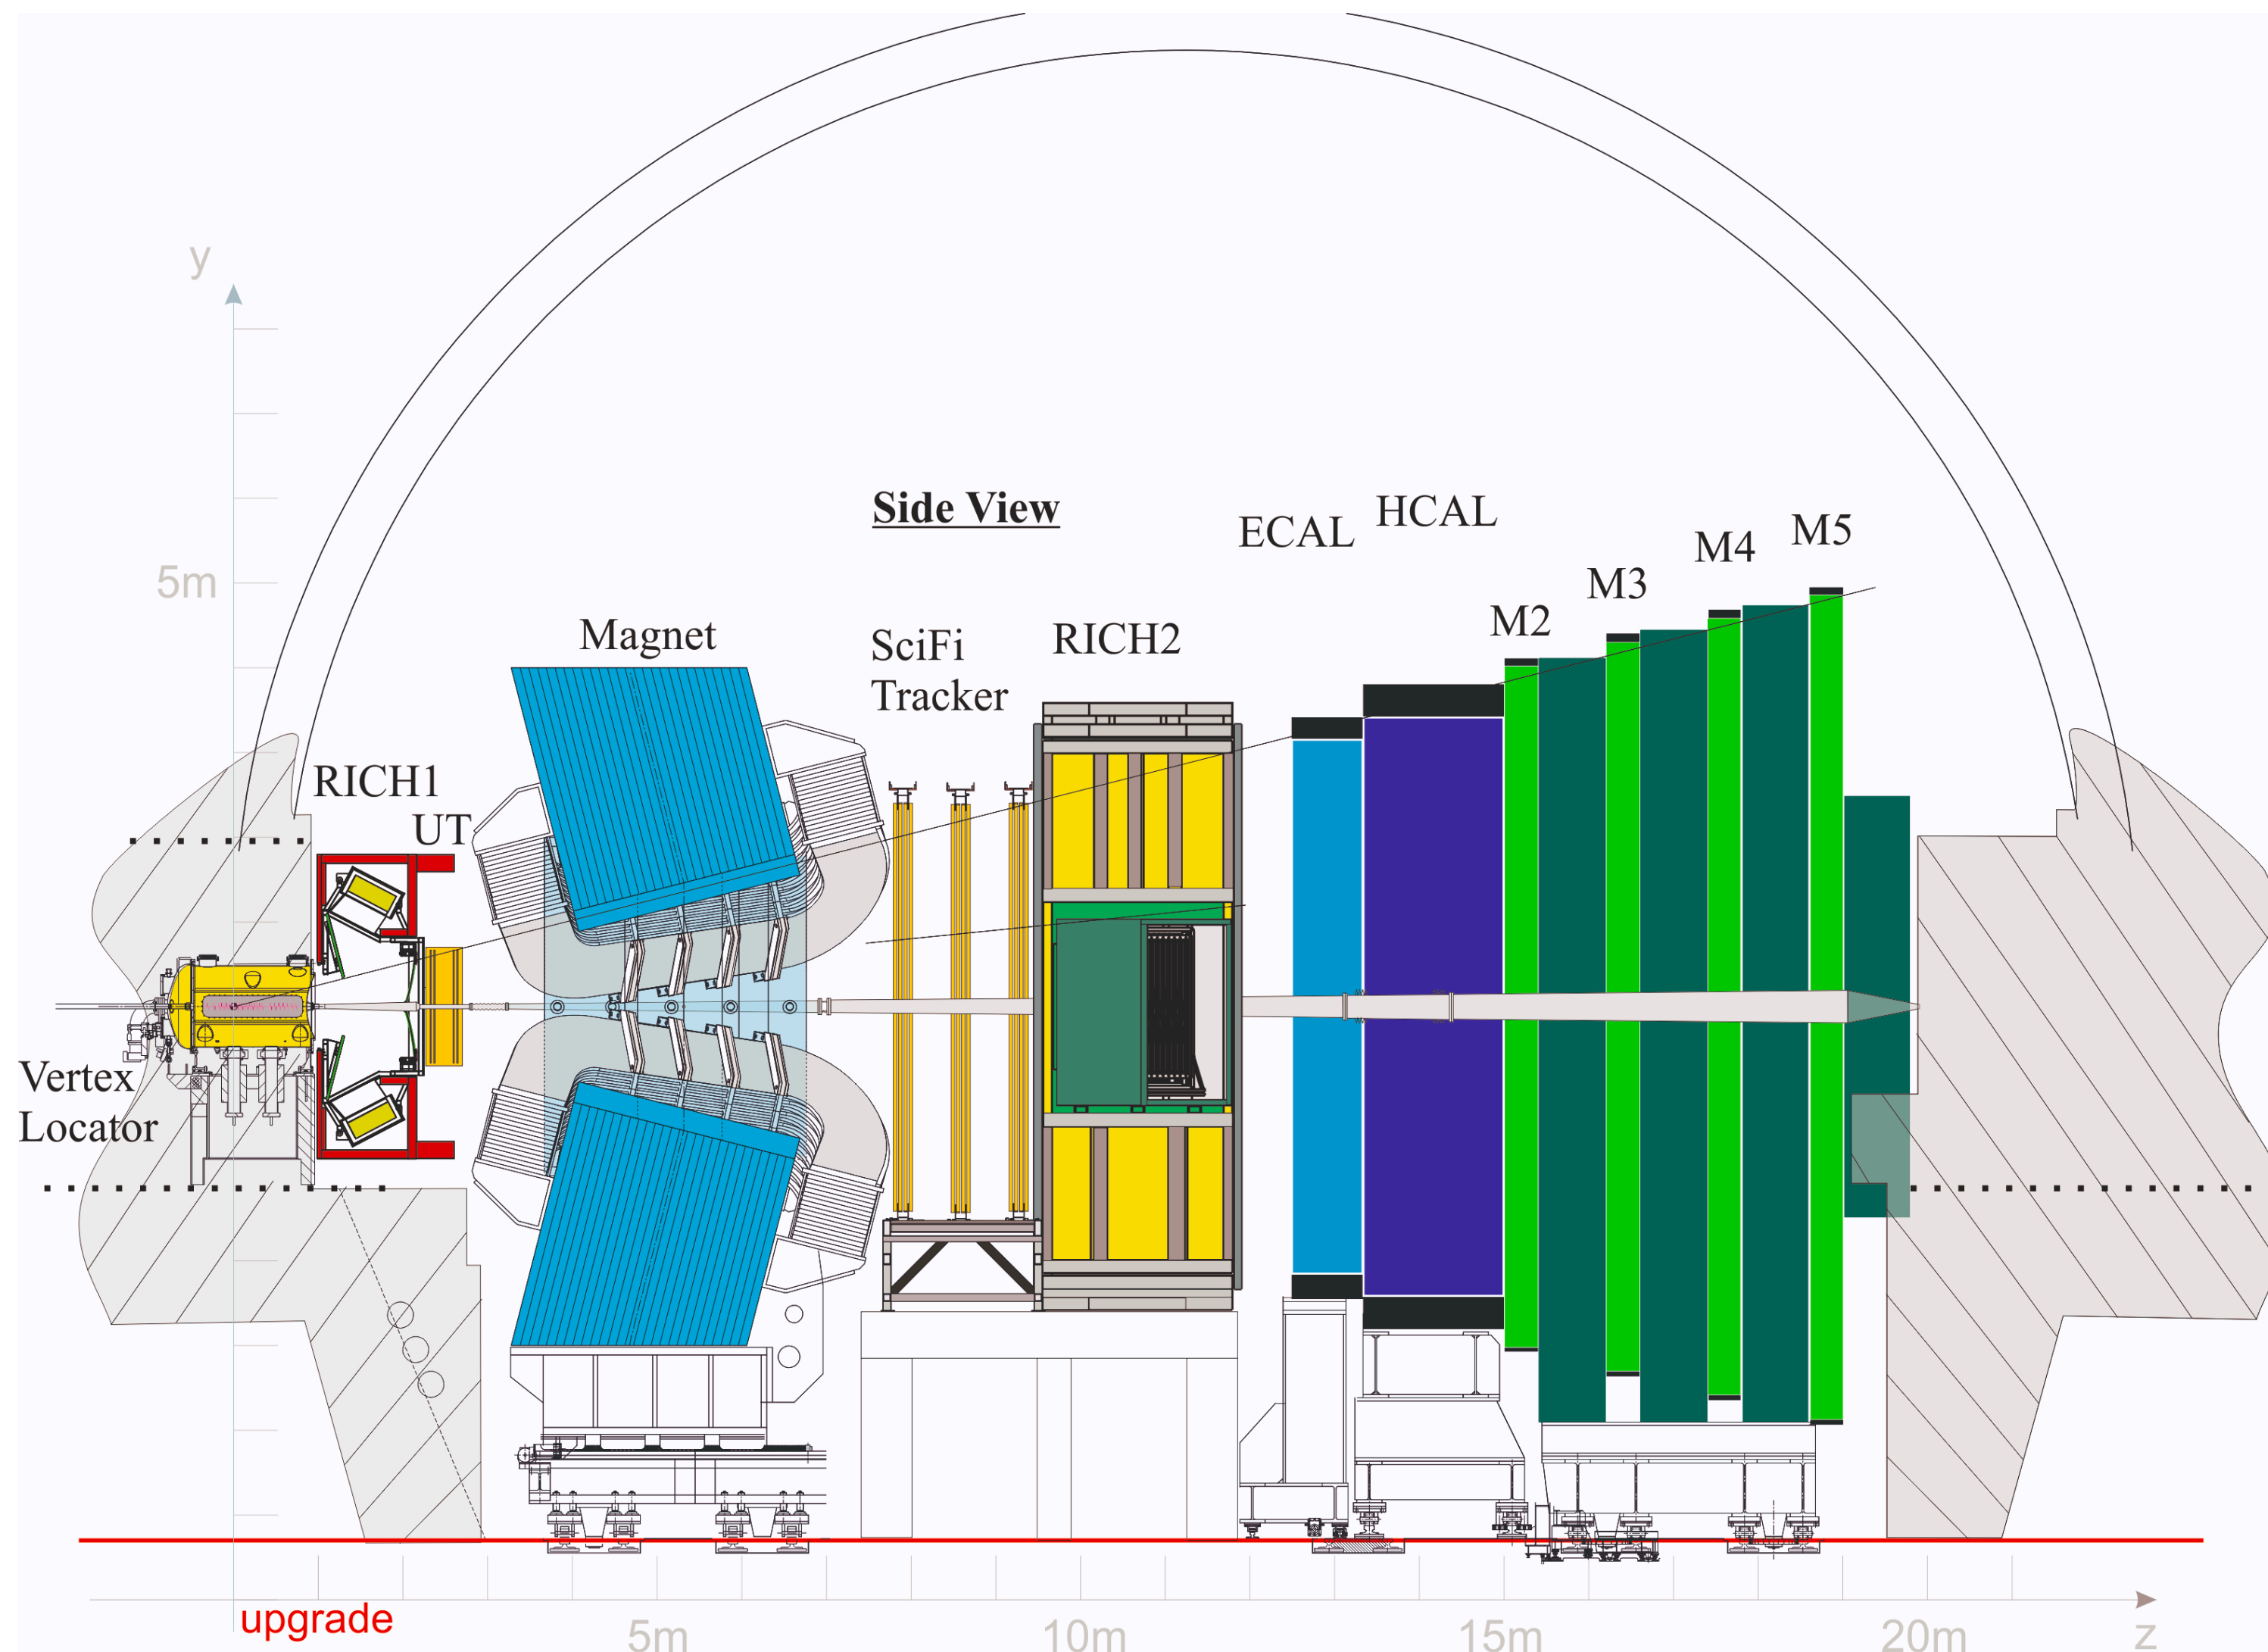 y
5m
Side View
ECAL
HCAL
M5
M4
M3
M2
Magnet
SciFi
Tracker
RICH2
RICH1
UT
Vertex
Locator
upgrade
5m
10m
15m
20m
z